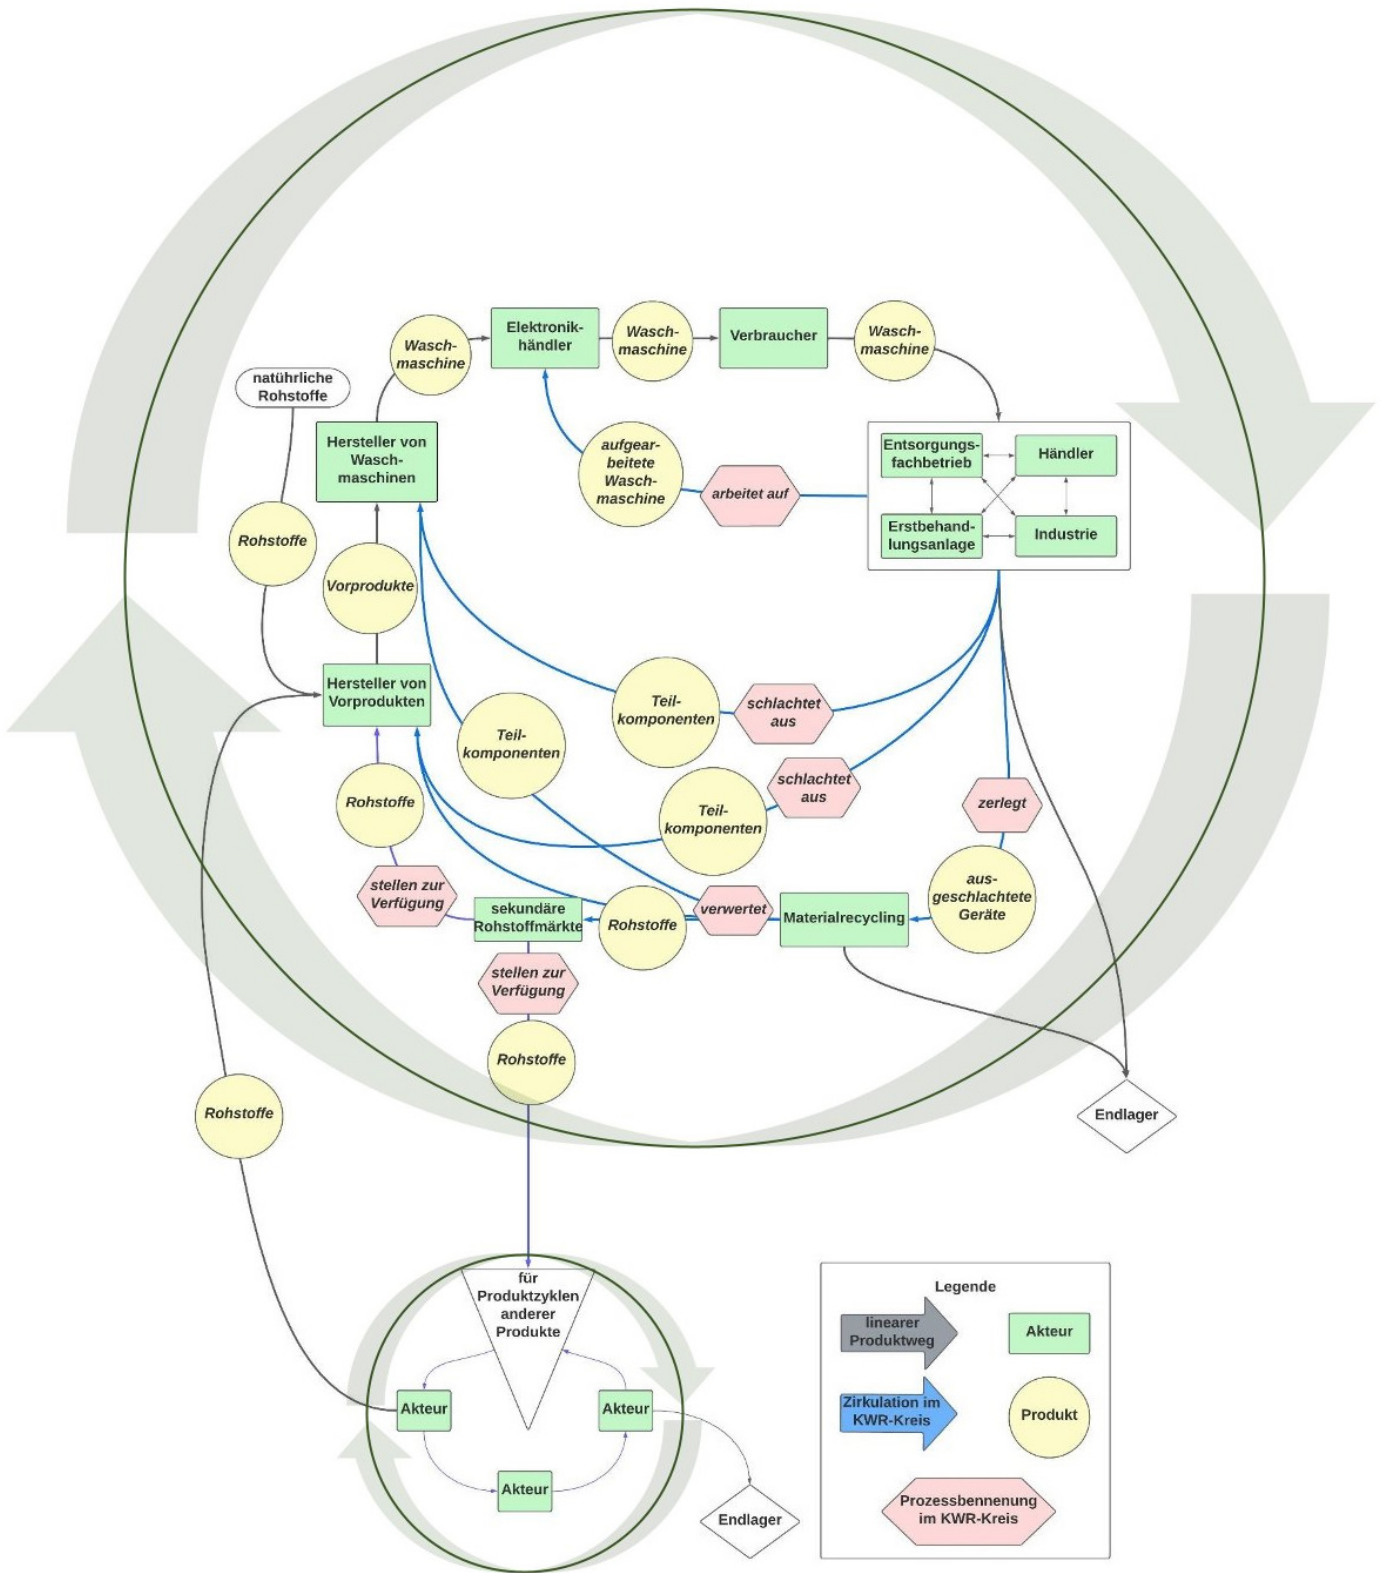 Wasch-
maschine
Elektronik-
händler
Wasch-
maschine
Verbraucher
Wasch-
maschine
natührliche
Rohstoffe
Hersteller von
Wasch-
maschinen
aufgear-
beitete
Wasch-
maschine
arbeitet auf
Entsorgungs-
fachbetrieb
Händler
Erstbehand-
lungsanlage
Industrie
Rohstoffe
Vorprodukte
Hersteller von
Vorprodukten
Teil-
komponenten
schlachtet
aus
Teil-
komponenten
schlachtet
aus
Teil-
komponenten
zerlegt
Rohstoffe
stellen zur
Verfügung
sekundäre
Rohstoffmärkte
Rohstoffe
verwertet
Materialrecycling
aus-
geschlachtete
Geräte
stellen zur
Verfügung
Rohstoffe
Rohstoffe
Endlager
für
Produktzyklen
anderer
Produkte
Akteur
Akteur
Akteur
Endlager
Legende
linearer
Produktweg
Akteur
Zirkulation im
KWR-Kreis
Produkt
Prozessbennenung
im KWR-Kreis